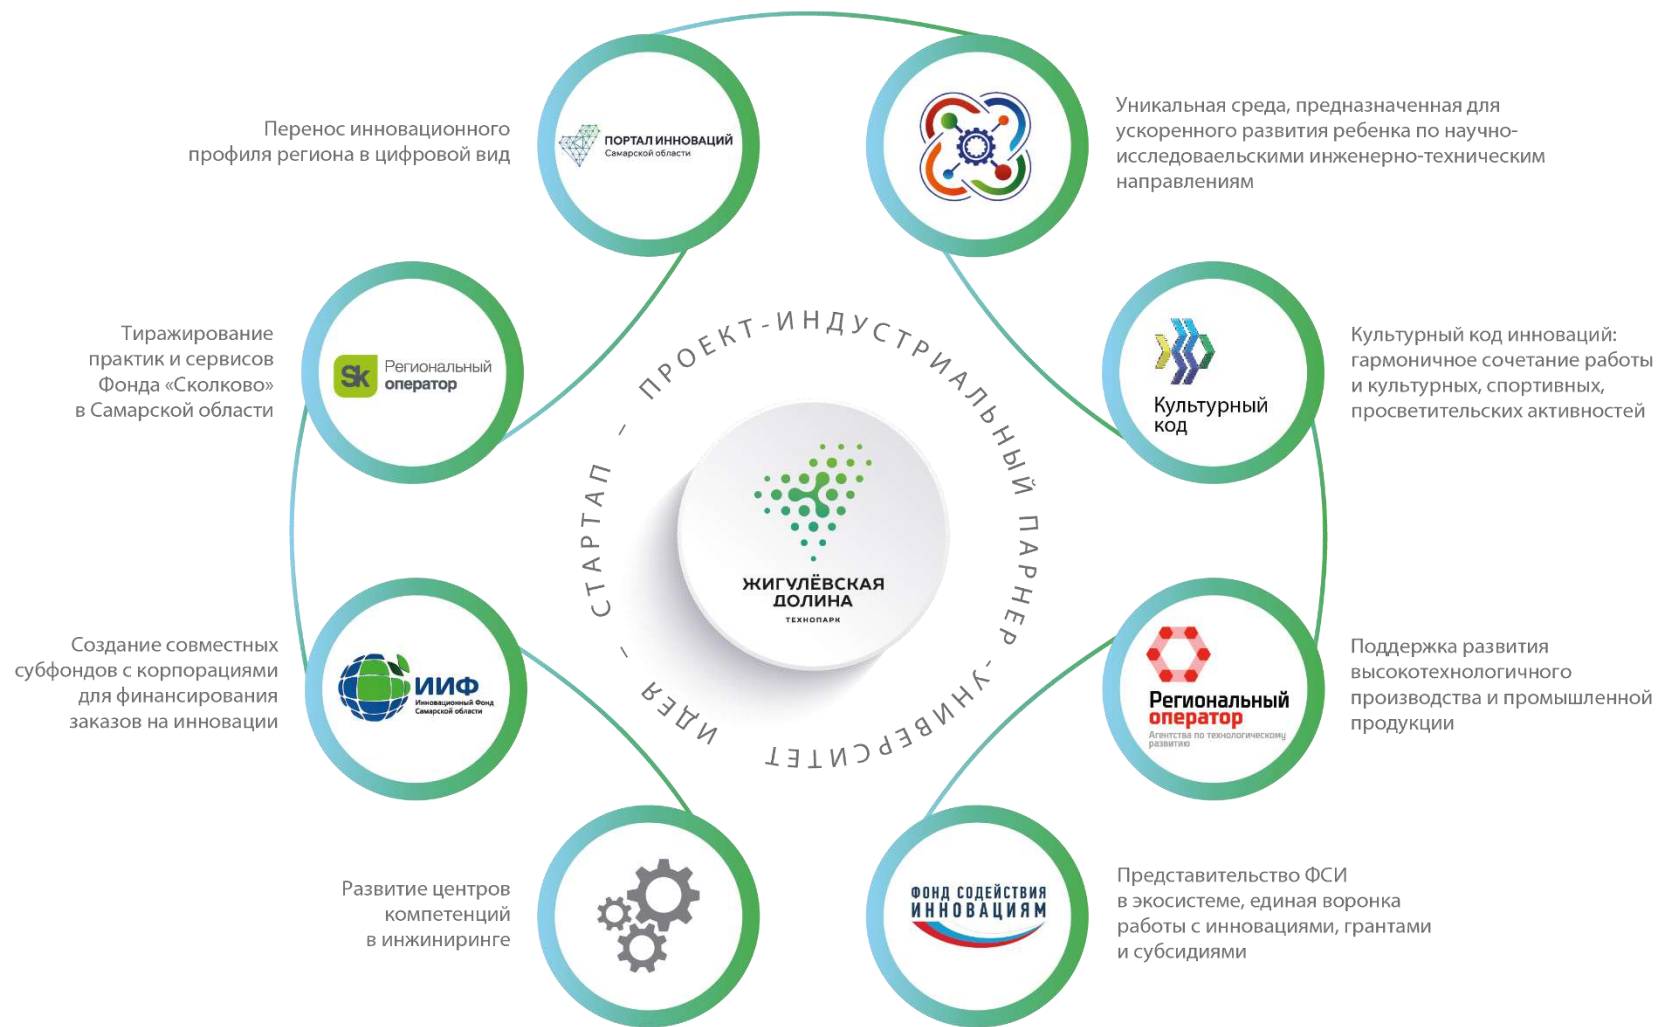 Перенос инновационного
профиля региона в цифровой вид
ПОРТАЛ ИННОВАЦИЙ
Самарской области
Уникальная среда, предназначенная для
ускоренного развития ребенка по научно-
исследоваельскими инженерно-техническим
направлениям
Тиражирование
практик и сервисов
Фонда «Сколково»
в Самарской области
Sk
Региональный
оператор
Культурный
код
Культурный код инноваций:
гармоничное сочетание работы
и культурных, спортивных,
просветительских активностей
ИДЕЯ – СТАРТАП – ПРОЕКТ-ИНДУСТРИАЛЬНЫЙ ПАРНЕР-УНИВЕРСИТЕТ
ЖИГУЛЁВСКАЯ
ДОЛИНА
ТЕХНОПАРК
Создание совместных
субфондов с корпорациями
для финансирования
заказов на инновации
ИИФ
Инновационный Фонд
Самарской области
Региональный
оператор
Агентства по технологическому
развитию
Поддержка развития
высокотехнологичного
производства и промышленной
продукции
Развитие центров
компетенций
в инжиниринге
ФОНД СОДЕЙСТВИЯ
ИННОВАЦИЯМ
Представительство ФСИ
в экосистеме, единая воронка
работы с инновациями, грантами
и субсидиями